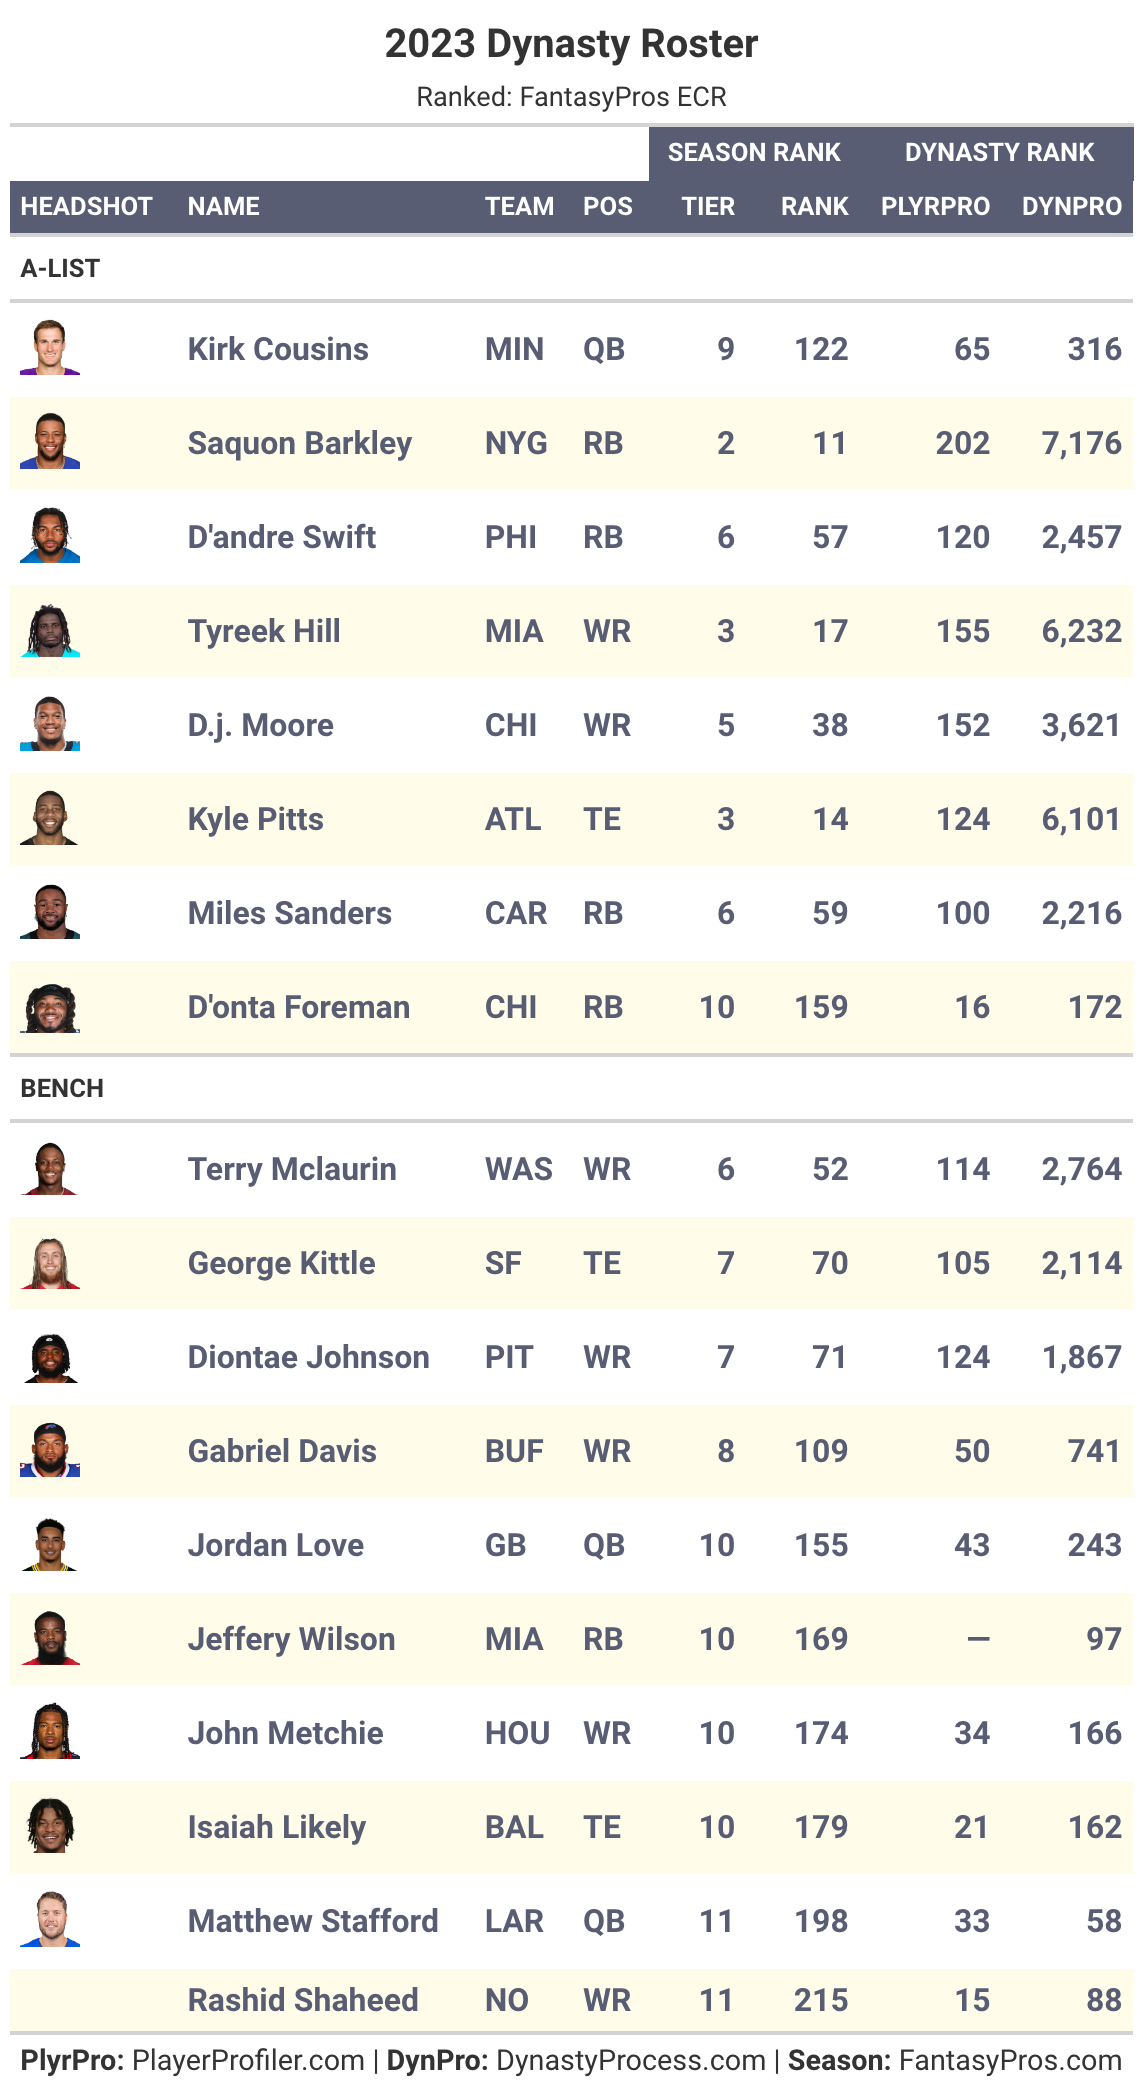 2023 Dynasty Roster
Ranked: FantasyPros ECR
SEASON RANK DYNASTY RANK
HEADSHOT NAME TEAM POS TIER RANK PLYRPRO DYNPRO
A-LIST
Kirk Cousins MIN QB 9 122 65 316
Saquon Barkley NYG RB 2 11 202 7,176
D'andre Swift PHI RB 6 57 120 2,457
Tyreek Hill MIA WR 3 17 155 6,232
D.j. Moore CHI WR 5 38 152 3,621
Kyle Pitts ATL TE 3 14 124 6,101
Miles Sanders CAR RB 6 59 100 2,216
D'onta Foreman CHI RB 10 159 16 172
BENCH
Terry Mclaurin WAS WR 6 52 114 2,764
George Kittle SF TE 7 70 105 2,114
Diontae Johnson PIT WR 7 71 124 1,867
Gabriel Davis BUF WR 8 109 50 741
Jordan Love GB QB 10 155 43 243
Jeffery Wilson MIA RB 10 169 — 97
John Metchie HOU WR 10 174 34 166
Isaiah Likely BAL TE 10 179 21 162
Matthew Stafford LAR QB 11 198 33 58
Rashid Shaheed NO WR 11 215 15 88
PlyrPro: PlayerProfiler.com | DynPro: DynastyProcess.com | Season: FantasyPros.com